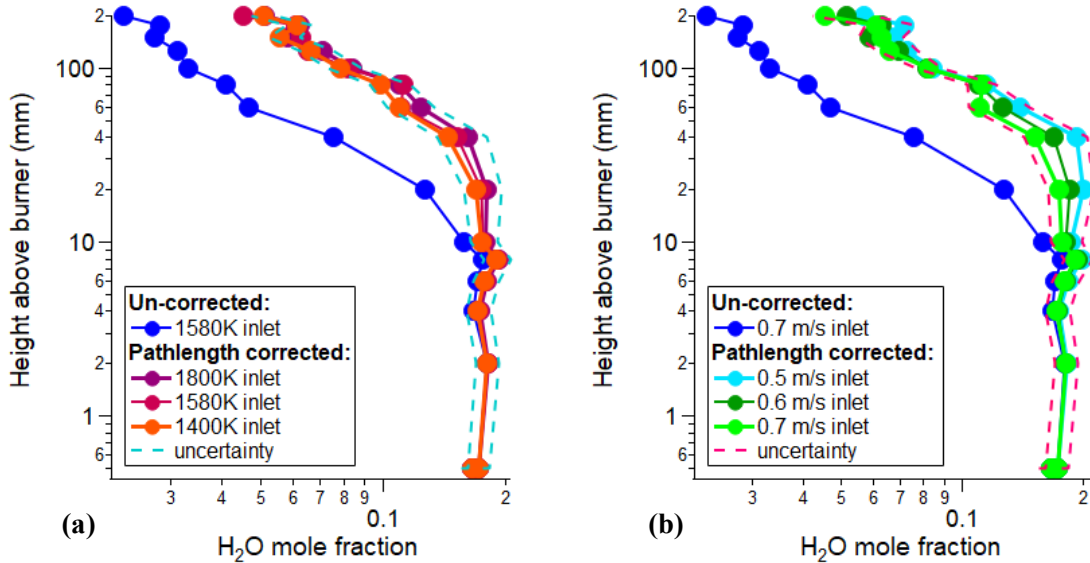 2
100
6
4
2
10
6
4
2
1
6
Height above burner (mm)
Un-corrected:
1580K inlet
Pathlength corrected:
1800K inlet
1580K inlet
1400K inlet
uncertainty
3 4 5 6 7 8 9 2
0.1
(a)
H₂O mole fraction
2
100
6
4
2
10
6
4
2
1
6
Height above burner (mm)
Un-corrected:
0.7 m/s inlet
Pathlength corrected:
0.5 m/s inlet
0.6 m/s inlet
0.7 m/s inlet
uncertainty
3 4 5 6 7 8 9 2
0.1
(b)
H₂O mole fraction